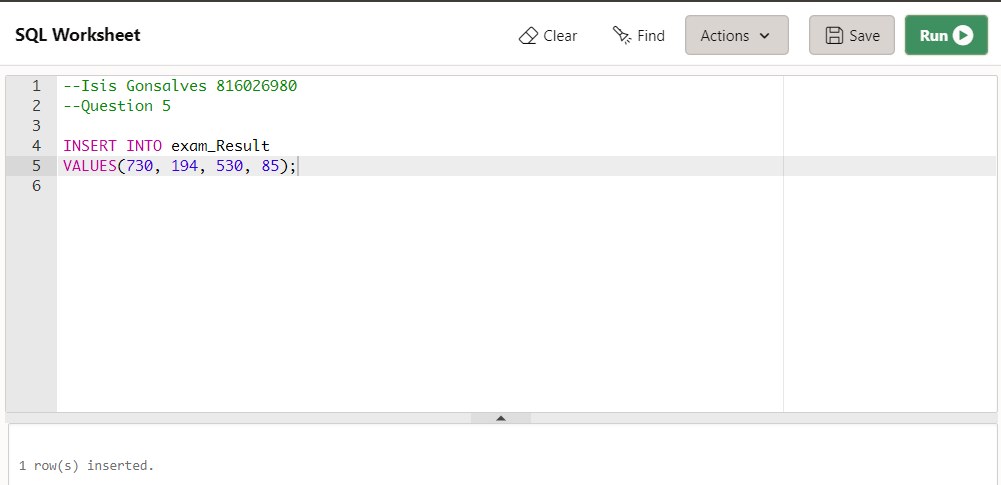 SQL Worksheet
Clear
Find
Actions
Save
Run
1 --Isis Gonsalves 816026980
2 --Question 5
3
4 INSERT INTO exam_Result
5 VALUES(730, 194, 530, 85);
6
1 row(s) inserted.